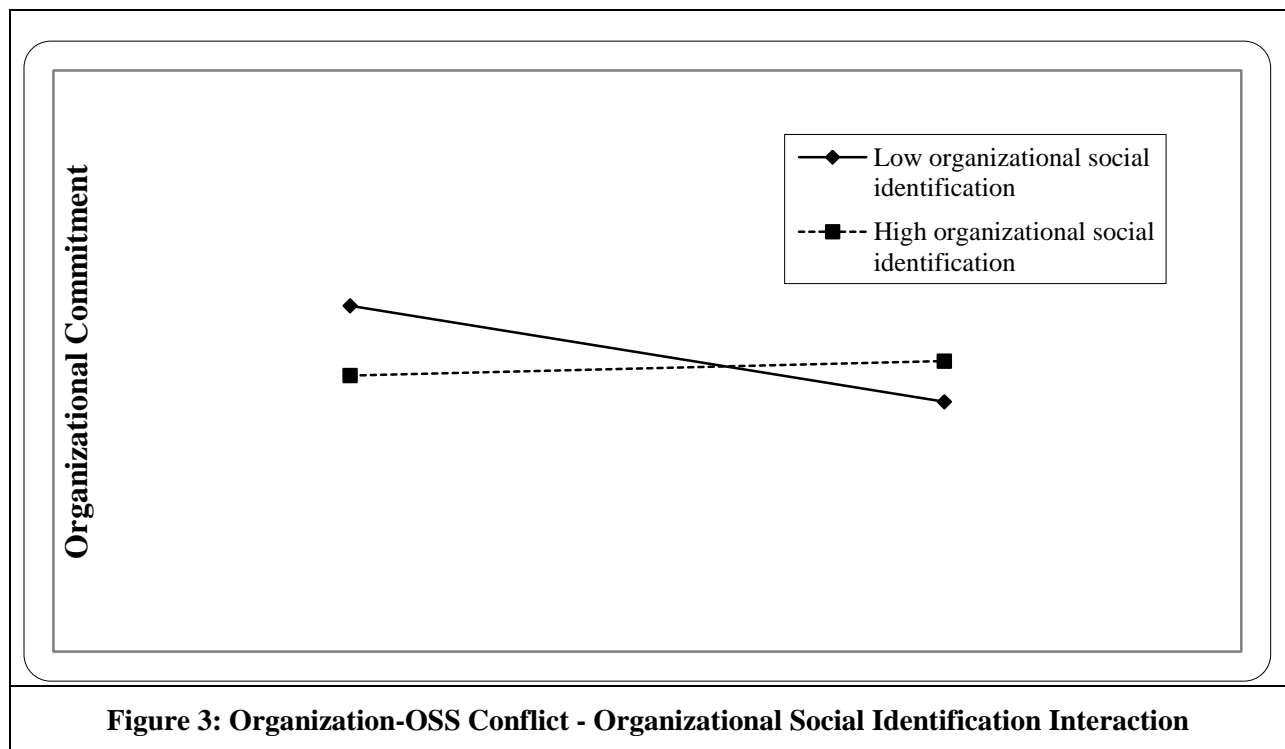 Organizational Commitment
Low organizational social
identification
High organizational social
identification
Figure 3: Organization-OSS Conflict - Organizational Social Identification Interaction